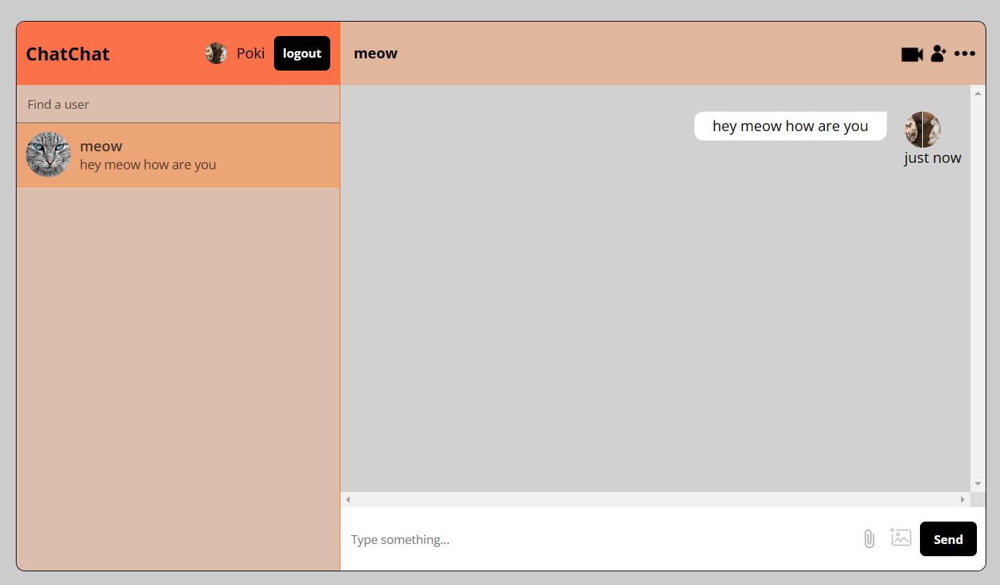 ChatChat
Poki
logout
meow
Find a user
meow
hey meow how are you
hey meow how are you
just now
Type something...
Send